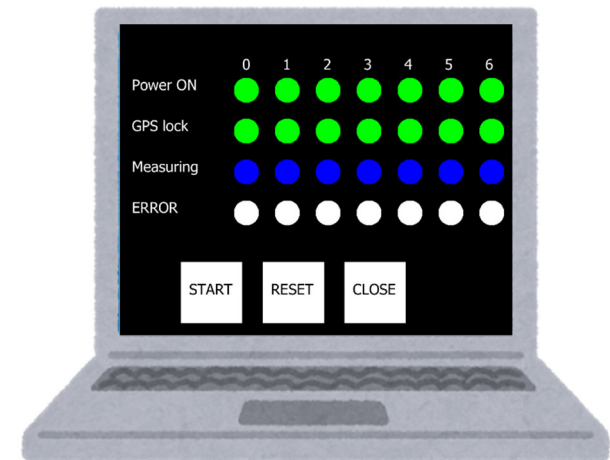 0 1 2 3 4 5 6
Power ON
GPS lock
Measuring
ERROR
START RESET CLOSE